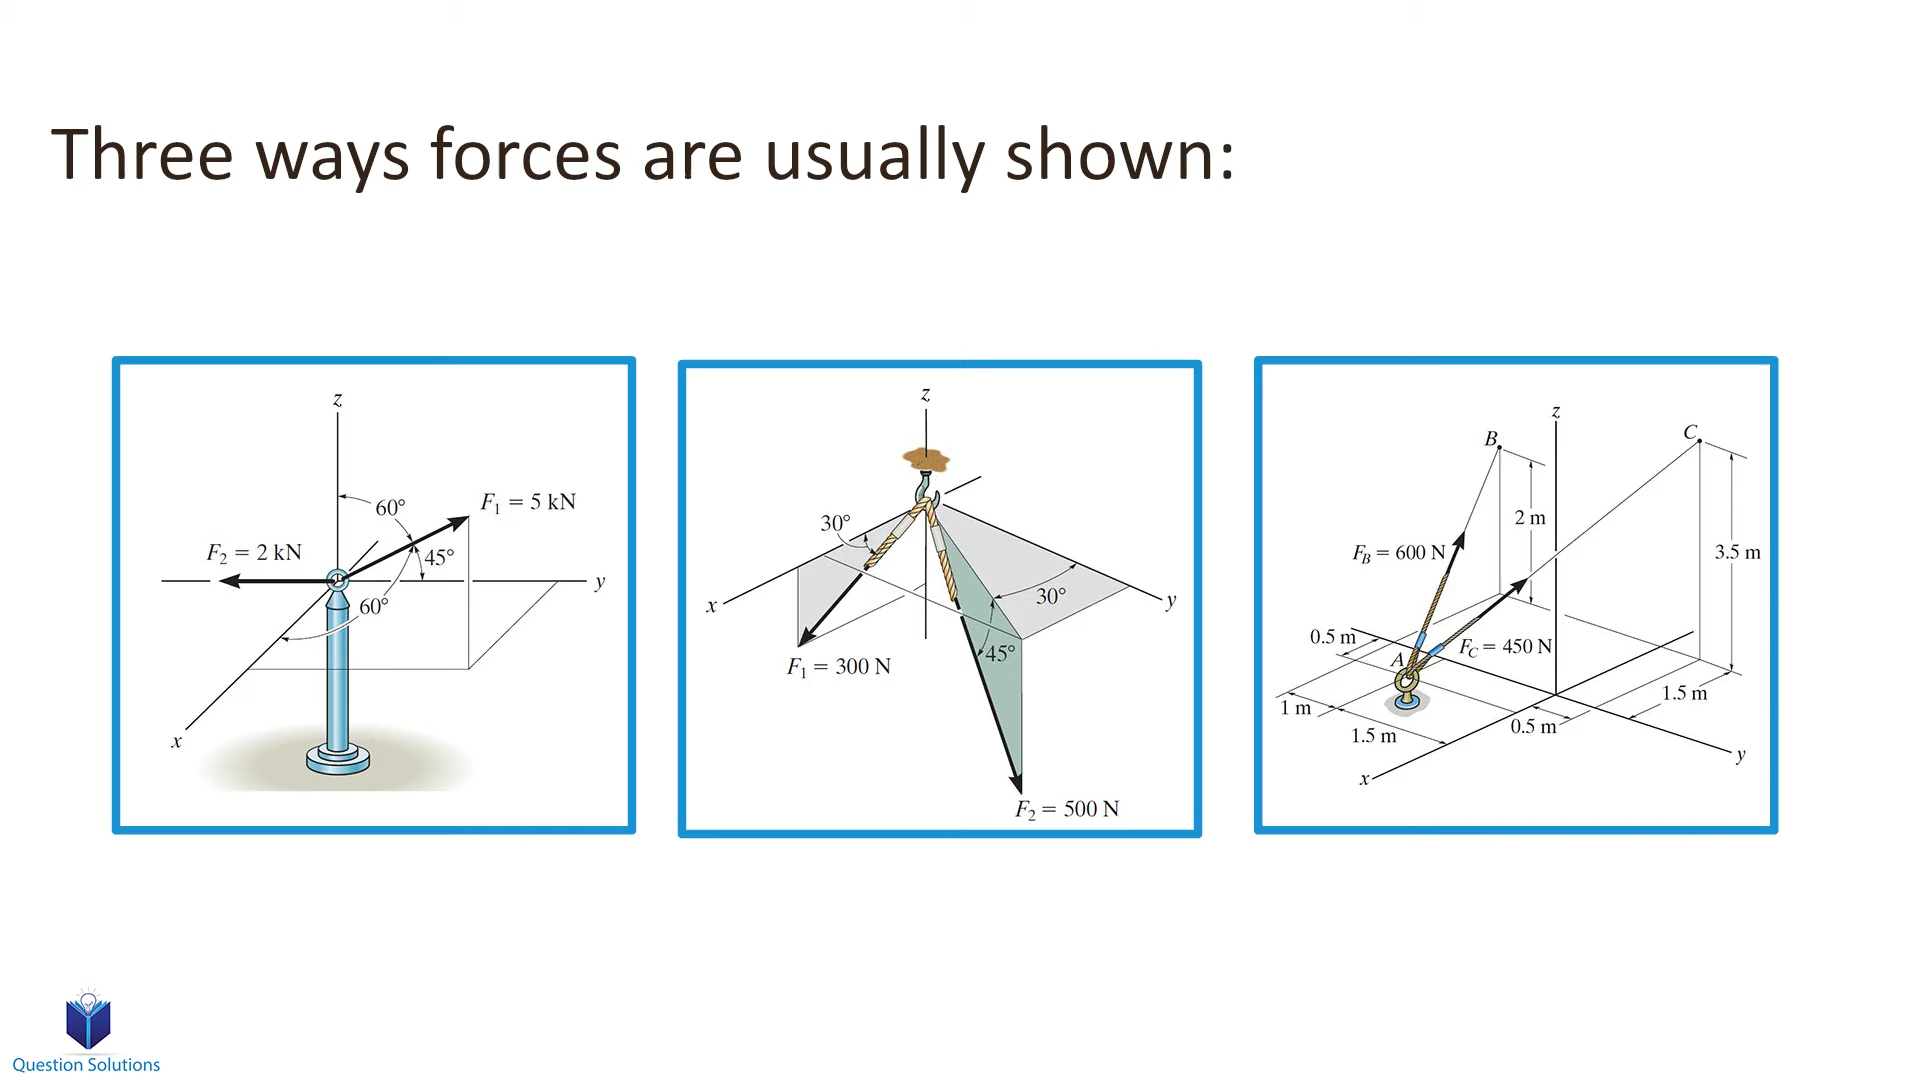 Three ways forces are usually shown:
z
60°
F₁ = 5 kN
F₂ = 2 kN
45°
y
60°
x
z
30°
x
30°
y
45°
F₁ = 300 N
F₂ = 500 N
z
B
C
2 m
F_B = 600 N
3.5 m
0.5 m
A
F_C = 450 N
1 m
1.5 m
1.5 m
0.5 m
x
y
Question Solutions